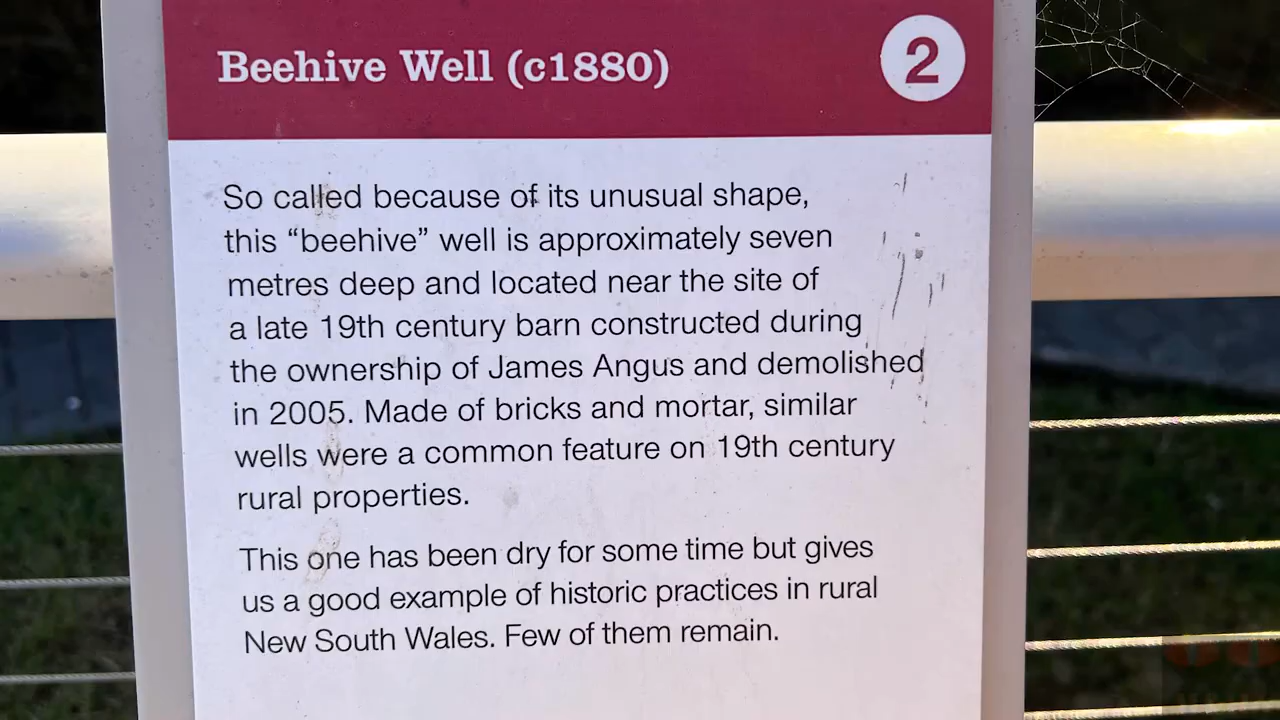 Beehive Well (c1880)
2
So called because of its unusual shape,
this “beehive” well is approximately seven
metres deep and located near the site of
a late 19th century barn constructed during
the ownership of James Angus and demolished
in 2005. Made of bricks and mortar, similar
wells were a common feature on 19th century
rural properties.
This one has been dry for some time but gives
us a good example of historic practices in rural
New South Wales. Few of them remain.